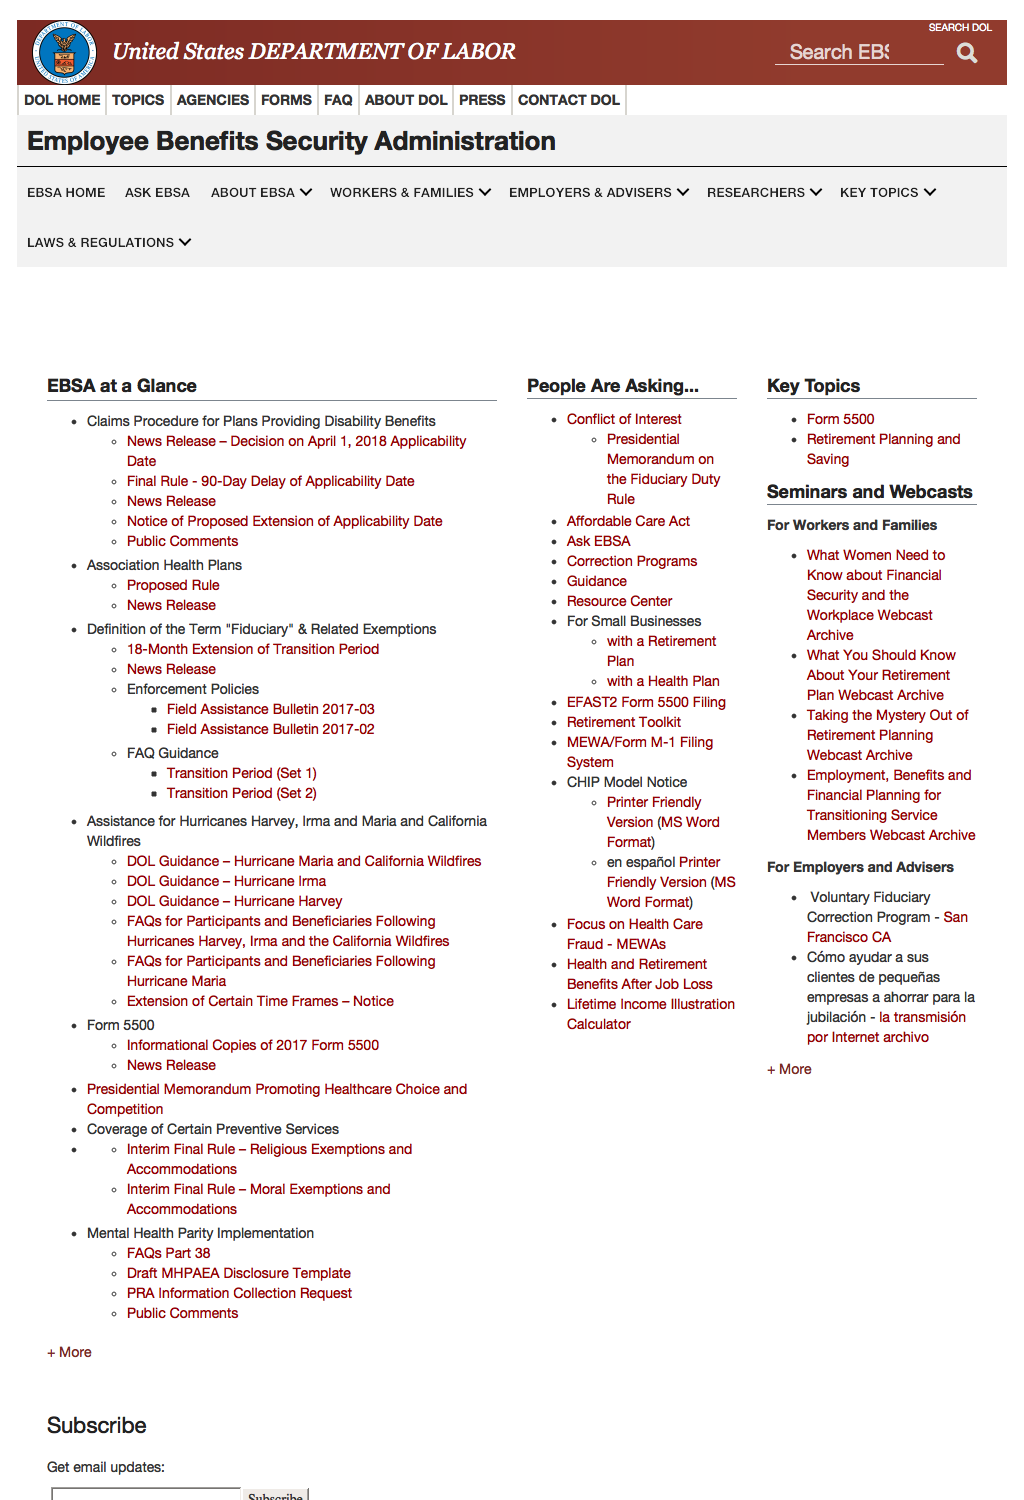 SEARCH DOL
United States DEPARTMENT OF LABOR
Search EBS
DOL HOME TOPICS AGENCIES FORMS FAQ ABOUT DOL PRESS CONTACT DOL
Employee Benefits Security Administration
EBSA HOME ASK EBSA ABOUT EBSA WORKERS & FAMILIES EMPLOYERS & ADVISERS RESEARCHERS KEY TOPICS
LAWS & REGULATIONS
EBSA at a Glance
Claims Procedure for Plans Providing Disability Benefits
News Release – Decision on April 1, 2018 Applicability
Date
Final Rule - 90-Day Delay of Applicability Date
News Release
Notice of Proposed Extension of Applicability Date
Public Comments
Association Health Plans
Proposed Rule
News Release
Definition of the Term "Fiduciary" & Related Exemptions
18-Month Extension of Transition Period
News Release
Enforcement Policies
Field Assistance Bulletin 2017-03
Field Assistance Bulletin 2017-02
FAQ Guidance
Transition Period (Set 1)
Transition Period (Set 2)
Assistance for Hurricanes Harvey, Irma and Maria and California
Wildfires
DOL Guidance – Hurricane Maria and California Wildfires
DOL Guidance – Hurricane Irma
DOL Guidance – Hurricane Harvey
FAQs for Participants and Beneficiaries Following
Hurricanes Harvey, Irma and the California Wildfires
FAQs for Participants and Beneficiaries Following
Hurricane Maria
Extension of Certain Time Frames – Notice
Form 5500
Informational Copies of 2017 Form 5500
News Release
Presidential Memorandum Promoting Healthcare Choice and
Competition
Coverage of Certain Preventive Services
Interim Final Rule – Religious Exemptions and
Accommodations
Interim Final Rule – Moral Exemptions and
Accommodations
Mental Health Parity Implementation
FAQs Part 38
Draft MHPAEA Disclosure Template
PRA Information Collection Request
Public Comments
+ More
People Are Asking...
Conflict of Interest
Presidential
Memorandum on
the Fiduciary Duty
Rule
Affordable Care Act
Ask EBSA
Correction Programs
Guidance
Resource Center
For Small Businesses
with a Retirement
Plan
with a Health Plan
EFAST2 Form 5500 Filing
Retirement Toolkit
MEWA/Form M-1 Filing
System
CHIP Model Notice
Printer Friendly
Version (MS Word
Format)
en español Printer
Friendly Version (MS
Word Format)
Focus on Health Care
Fraud - MEWAs
Health and Retirement
Benefits After Job Loss
Lifetime Income Illustration
Calculator
Key Topics
Form 5500
Retirement Planning and
Saving
Seminars and Webcasts
For Workers and Families
What Women Need to
Know about Financial
Security and the
Workplace Webcast
Archive
What You Should Know
About Your Retirement
Plan Webcast Archive
Taking the Mystery Out of
Retirement Planning
Webcast Archive
Employment, Benefits and
Financial Planning for
Transitioning Service
Members Webcast Archive
For Employers and Advisers
Voluntary Fiduciary
Correction Program - San
Francisco CA
Cómo ayudar a sus
clientes de pequeñas
empresas a ahorrar para la
jubilación - la transmisión
por Internet archivo
+ More
Subscribe
Get email updates:
Subscribe